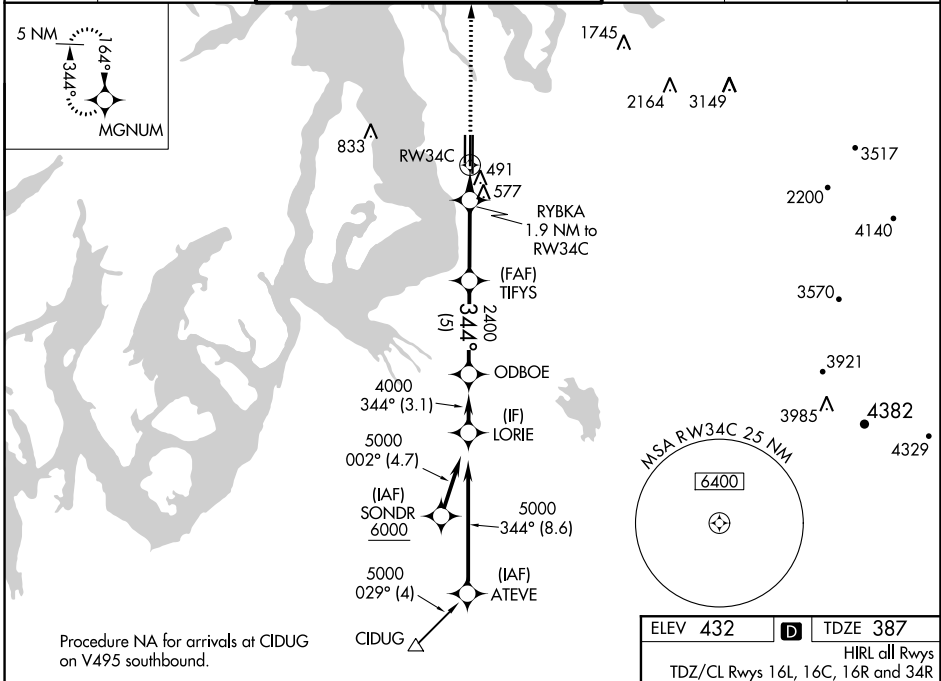 5 NM
164°
344°
MGNUM
1745
2164
3149
833
RW34C
491
577
3517
2200
4140
RYBKA
1.9 NM to
RW34C
(FAF)
TIFYS
3570
2400
344°
(5)
ODBOE
3921
4000
344° (3.1)
3985
4382
(IF)
LORIE
4329
5000
002° (4.7)
MSA RW34C 25 NM
6400
(IAF)
SONDR
6000
5000
344° (8.6)
5000
029° (4)
(IAF)
ATEVE
CIDUG
Procedure NA for arrivals at CIDUG
on V495 southbound.
ELEV 432 D TDZE 387
HIRL all Rwys
TDZ/CL Rwys 16L, 16C, 16R and 34R